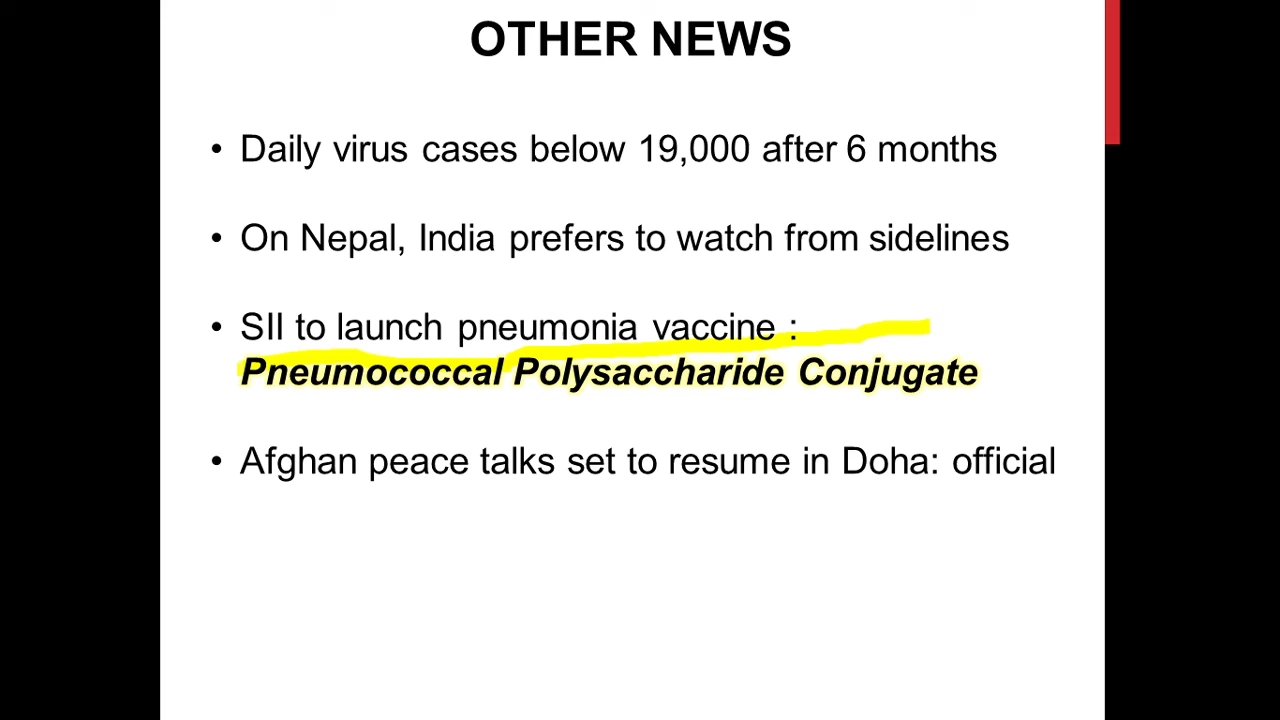 OTHER NEWS
• Daily virus cases below 19,000 after 6 months
• On Nepal, India prefers to watch from sidelines
• SII to launch pneumonia vaccine :
Pneumococcal Polysaccharide Conjugate
• Afghan peace talks set to resume in Doha: official